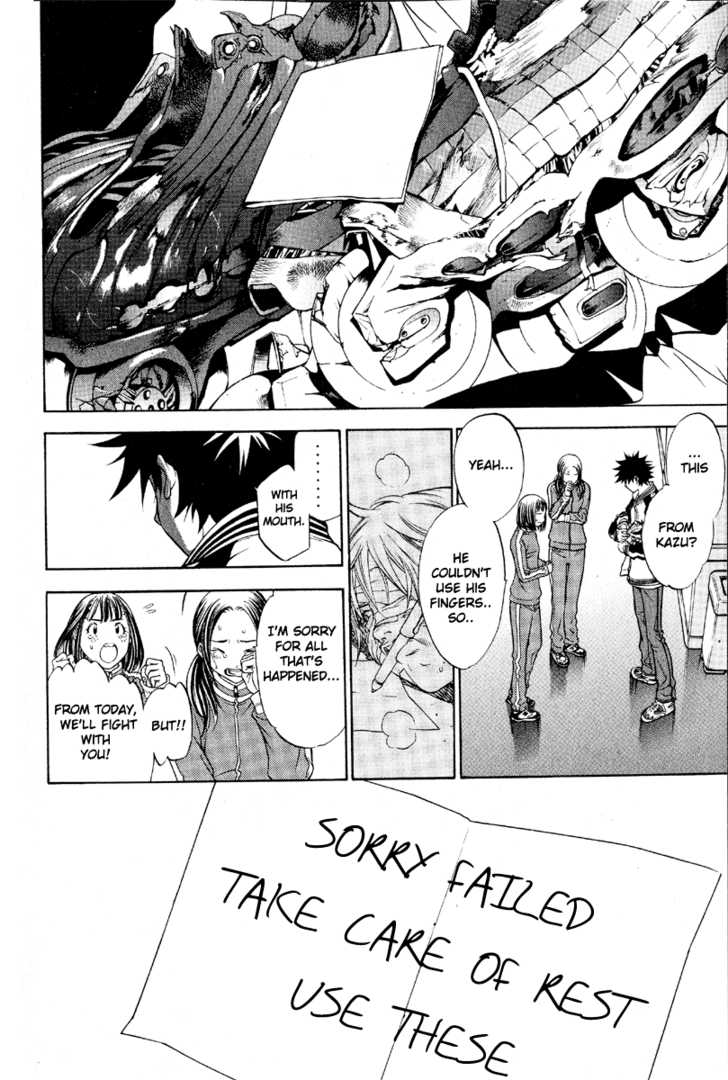 ...
THIS
FROM
KAZU?
YEAH...
HE
COULDN'T
USE HIS
FINGERS..
SO..
........
WITH
HIS
MOUTH.
I'M SORRY
FOR ALL
THAT'S
HAPPENED...
BUT!!
FROM TODAY,
WE'LL FIGHT
WITH
YOU!
SORRY FAILED
TAKE CARE OF REST
USE THESE